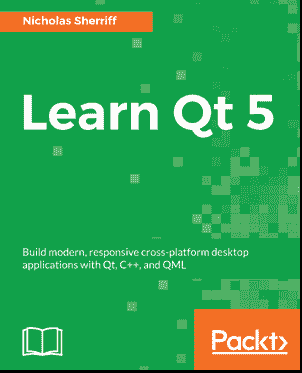 Nicholas Sherriff
Learn Qt 5
Build modern, responsive cross-platform desktop
applications with Qt, C++, and QML
Packt>